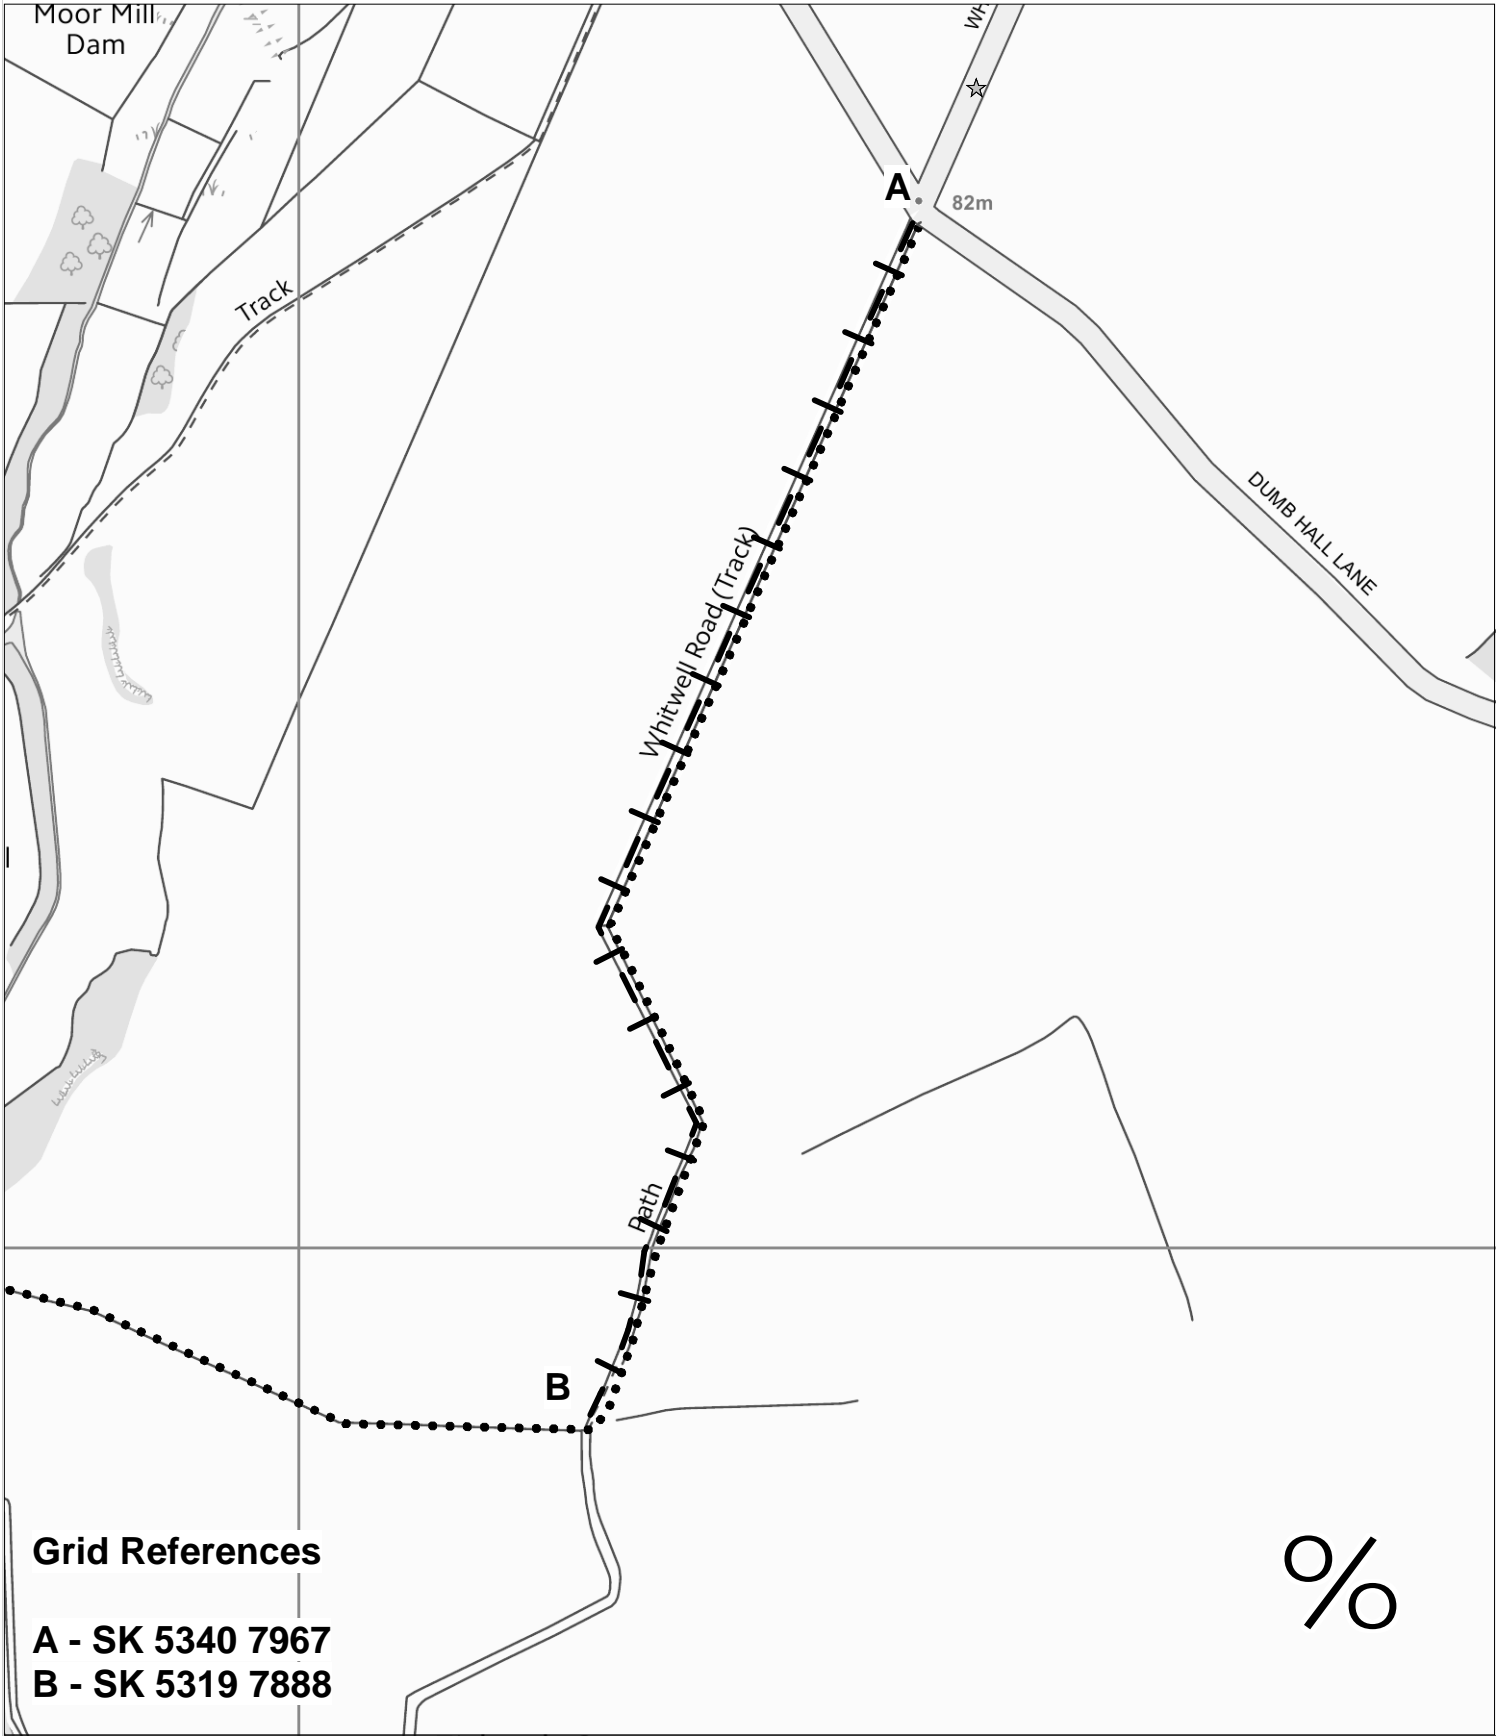 Moor Mill
Dam
WH
A
82m
Track
DUMB HALL LANE
Whitwell Road (Track)
Path
B
Grid References
A - SK 5340 7967
B - SK 5319 7888
%